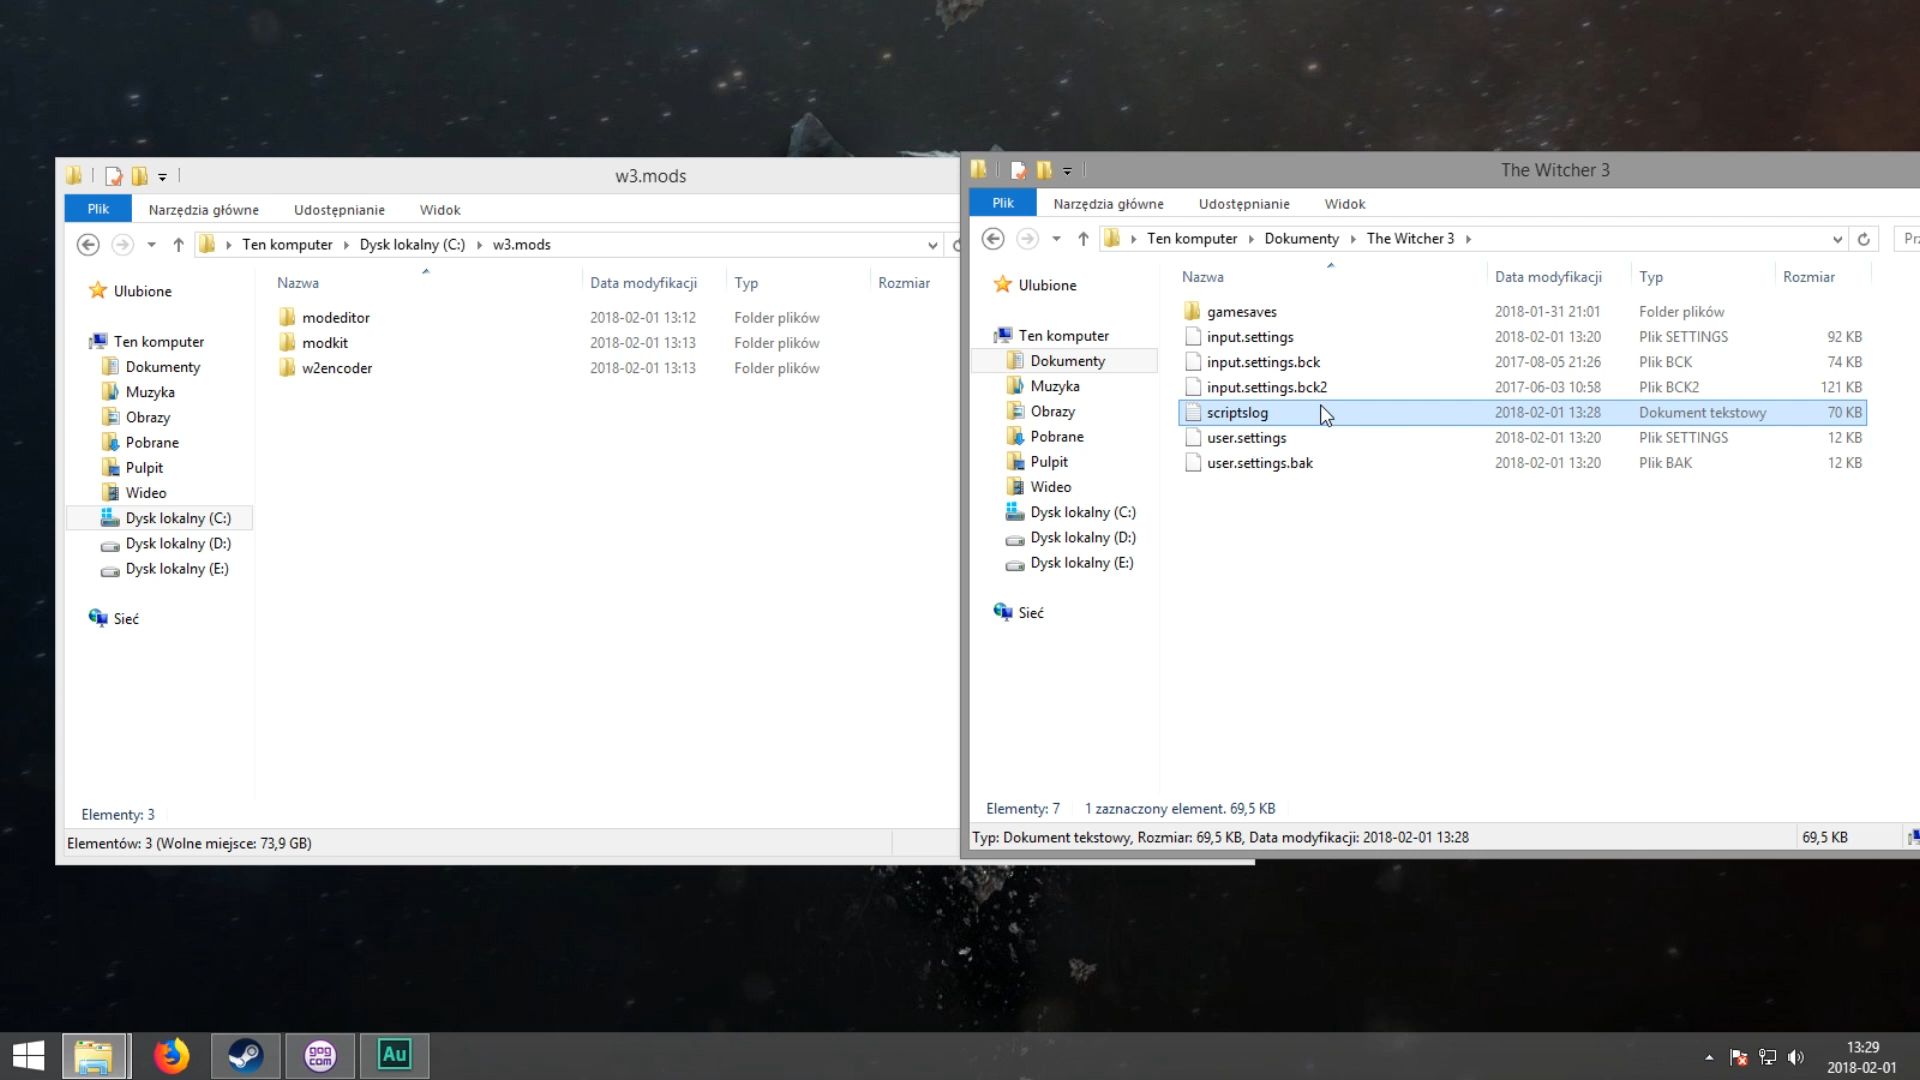 w3.mods
Plik Narzędzia główne Udostępnianie Widok
Ten komputer Dysk lokalny (C:) w3.mods
Nazwa Data modyfikacji Typ Rozmiar
Ulubione
Ten komputer
Dokumenty
Muzyka
Obrazy
Pobrane
Pulpit
Wideo
Dysk lokalny (C:)
Dysk lokalny (D:)
Dysk lokalny (E:)
Sieć
modeditor 2018-02-01 13:12 Folder plików
modkit 2018-02-01 13:13 Folder plików
w2encoder 2018-02-01 13:13 Folder plików
Elementy: 3
Elementów: 3 (Wolne miejsce: 73,9 GB)
The Witcher 3
Plik Narzędzia główne Udostępnianie Widok
Ten komputer Dokumenty The Witcher 3
Nazwa Data modyfikacji Typ Rozmiar
Ulubione
Ten komputer
Dokumenty
Muzyka
Obrazy
Pobrane
Pulpit
Wideo
Dysk lokalny (C:)
Dysk lokalny (D:)
Dysk lokalny (E:)
Sieć
gamesaves 2018-01-31 21:01 Folder plików
input.settings 2018-02-01 13:20 Plik SETTINGS 92 KB
input.settings.bck 2017-08-05 21:26 Plik BCK 74 KB
input.settings.bck2 2017-06-03 10:58 Plik BCK2 121 KB
scriptslog 2018-02-01 13:28 Dokument tekstowy 70 KB
user.settings 2018-02-01 13:20 Plik SETTINGS 12 KB
user.settings.bak 2018-02-01 13:20 Plik BAK 12 KB
Elementy: 7 1 zaznaczony element. 69,5 KB
Typ: Dokument tekstowy, Rozmiar: 69,5 KB, Data modyfikacji: 2018-02-01 13:28 69,5 KB
gog com
Au
13:29
2018-02-01